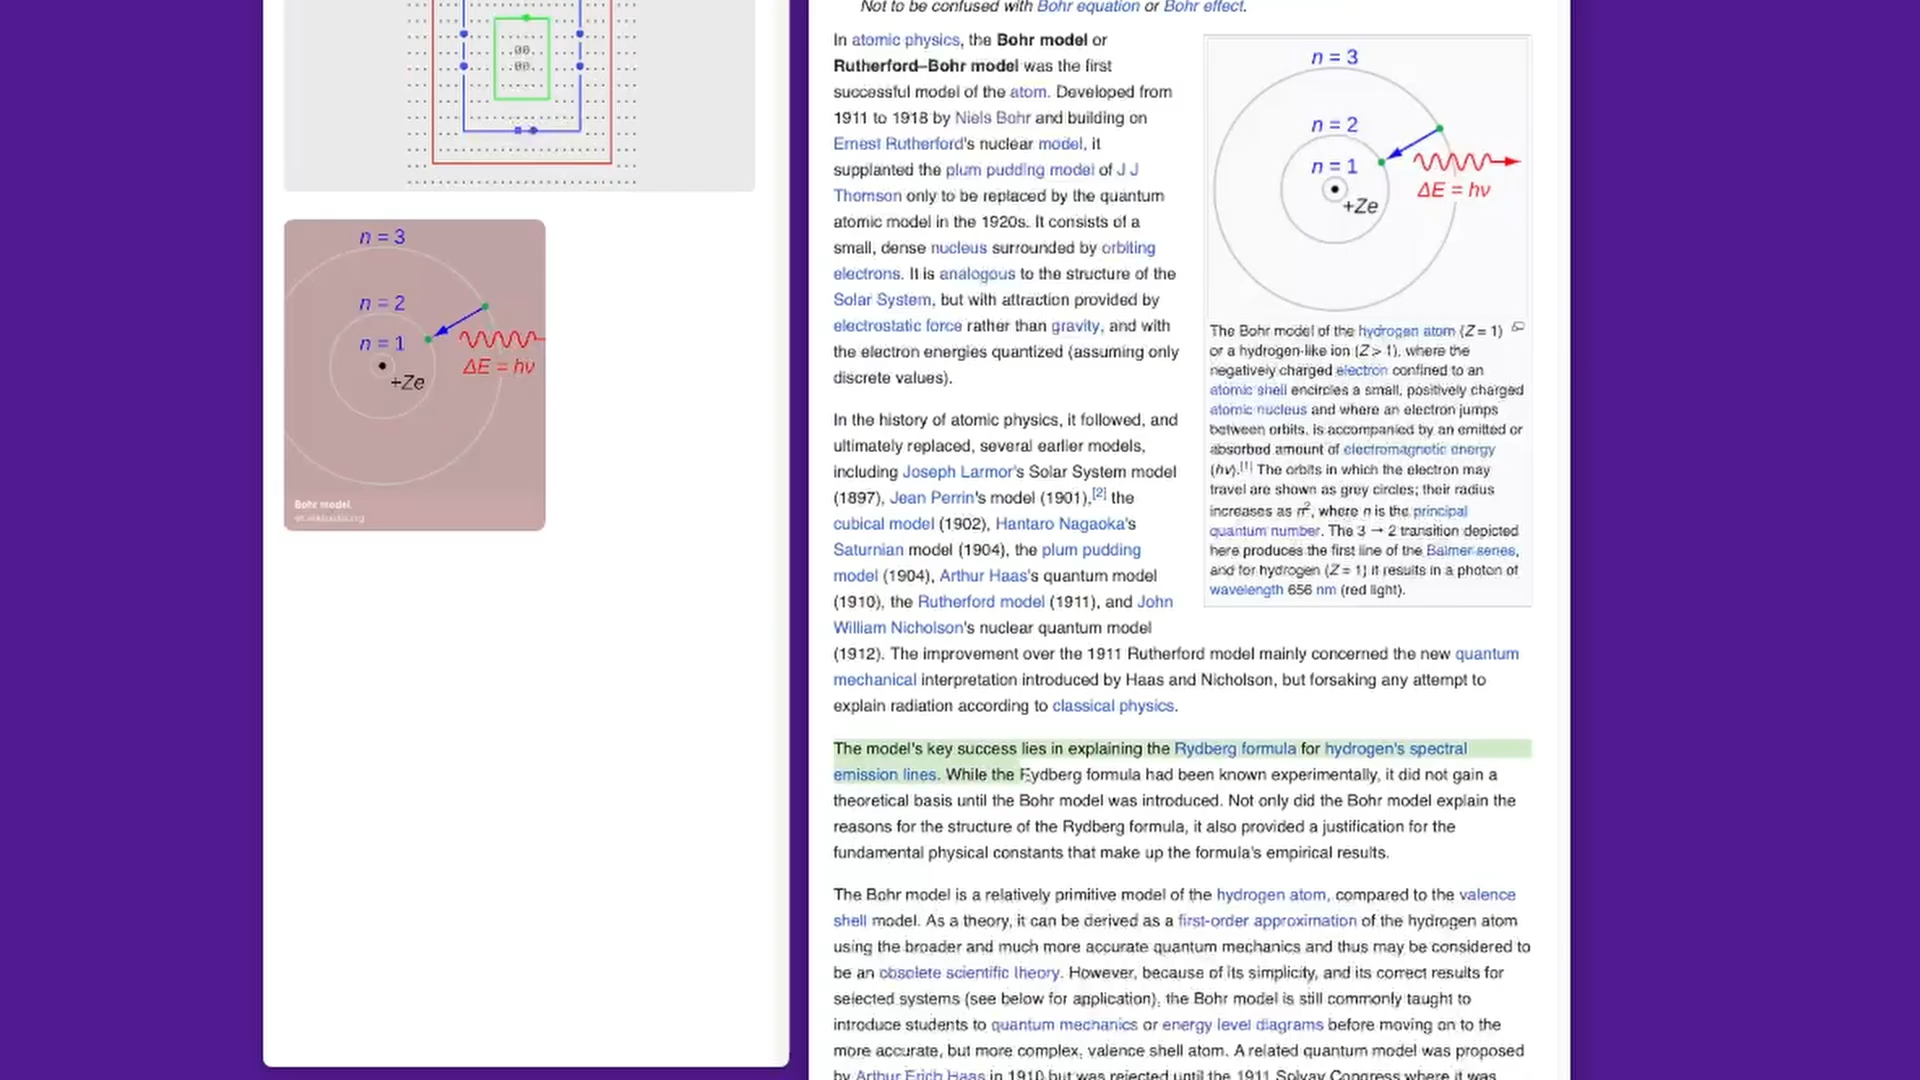 00
00
n = 3
n = 2
n = 1
+Ze
ΔE = hν
Bohr model
en.wikipedia.org
Not to be confused with Bohr equation or Bohr effect.
In atomic physics, the Bohr model or
Rutherford–Bohr model was the first
successful model of the atom. Developed from
1911 to 1918 by Niels Bohr and building on
Ernest Rutherford's nuclear model, it
supplanted the plum pudding model of J J
Thomson only to be replaced by the quantum
atomic model in the 1920s. It consists of a
small, dense nucleus surrounded by orbiting
electrons. It is analogous to the structure of the
Solar System, but with attraction provided by
electrostatic force rather than gravity, and with
the electron energies quantized (assuming only
discrete values).
In the history of atomic physics, it followed, and
ultimately replaced, several earlier models,
including Joseph Larmor's Solar System model
(1897), Jean Perrin's model (1901),[2] the
cubical model (1902), Hantaro Nagaoka's
Saturnian model (1904), the plum pudding
model (1904), Arthur Haas's quantum model
(1910), the Rutherford model (1911), and John
William Nicholson's nuclear quantum model
(1912). The improvement over the 1911 Rutherford model mainly concerned the new quantum
mechanical interpretation introduced by Haas and Nicholson, but forsaking any attempt to
explain radiation according to classical physics.
n = 3
n = 2
n = 1
+Ze
ΔE = hν
The Bohr model of the hydrogen atom (Z = 1)
or a hydrogen-like ion (Z > 1), where the
negatively charged electron confined to an
atomic shell encircles a small, positively charged
atomic nucleus and where an electron jumps
between orbits, is accompanied by an emitted or
absorbed amount of electromagnetic energy
(hν).[1] The orbits in which the electron may
travel are shown as grey circles; their radius
increases as n², where n is the principal
quantum number. The 3 → 2 transition depicted
here produces the first line of the Balmer series,
and for hydrogen (Z = 1) it results in a photon of
wavelength 656 nm (red light).
The model's key success lies in explaining the Rydberg formula for hydrogen's spectral
emission lines. While the Rydberg formula had been known experimentally, it did not gain a
theoretical basis until the Bohr model was introduced. Not only did the Bohr model explain the
reasons for the structure of the Rydberg formula, it also provided a justification for the
fundamental physical constants that make up the formula's empirical results.
The Bohr model is a relatively primitive model of the hydrogen atom, compared to the valence
shell model. As a theory, it can be derived as a first-order approximation of the hydrogen atom
using the broader and much more accurate quantum mechanics and thus may be considered to
be an obsolete scientific theory. However, because of its simplicity, and its correct results for
selected systems (see below for application), the Bohr model is still commonly taught to
introduce students to quantum mechanics or energy level diagrams before moving on to the
more accurate, but more complex, valence shell atom. A related quantum model was proposed
by Arthur Erich Haas in 1910 but was rejected until the 1911 Solvay Congress where it was